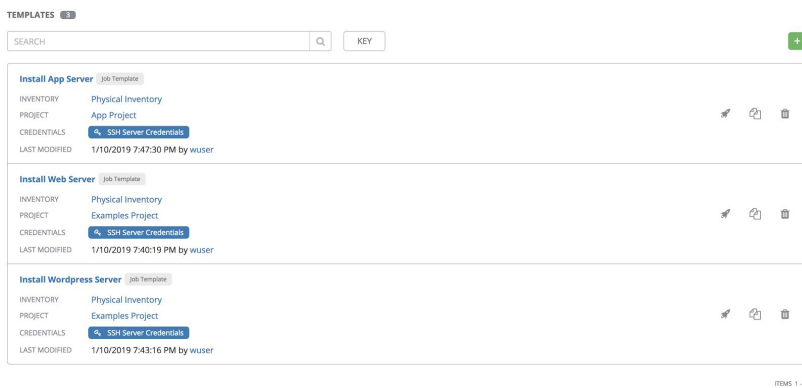 TEMPLATES 3
SEARCH KEY +
Install App Server Job Template
INVENTORY Physical Inventory
PROJECT App Project
CREDENTIALS SSH Server Credentials
LAST MODIFIED 1/10/2019 7:47:30 PM by wuser
Install Web Server Job Template
INVENTORY Physical Inventory
PROJECT Examples Project
CREDENTIALS SSH Server Credentials
LAST MODIFIED 1/10/2019 7:40:19 PM by wuser
Install Wordpress Server Job Template
INVENTORY Physical Inventory
PROJECT Examples Project
CREDENTIALS SSH Server Credentials
LAST MODIFIED 1/10/2019 7:43:16 PM by wuser
ITEMS 1 -